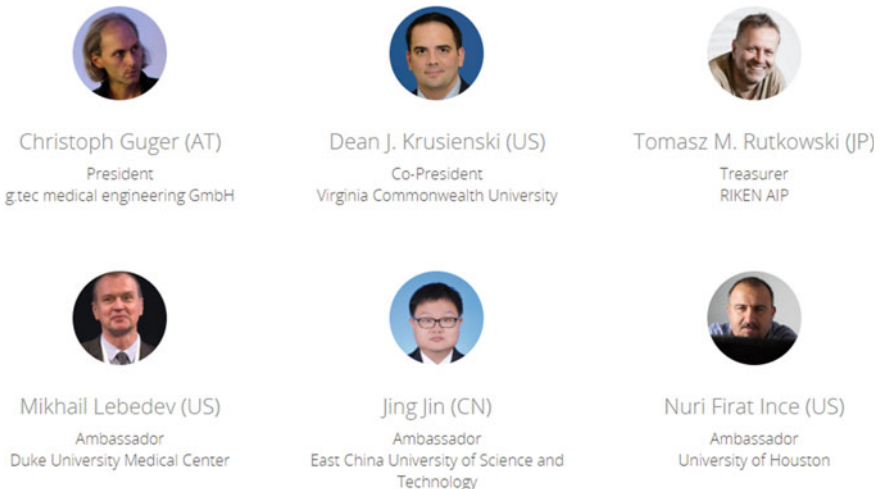 Christoph Guger (AT)
President
g.tec medical engineering GmbH
Dean J. Krusienski (US)
Co-President
Virginia Commonwealth University
Tomasz M. Rutkowski (JP)
Treasurer
RIKEN AIP
Mikhail Lebedev (US)
Ambassador
Duke University Medical Center
Jing Jin (CN)
Ambassador
East China University of Science and
Technology
Nuri Firat Ince (US)
Ambassador
University of Houston